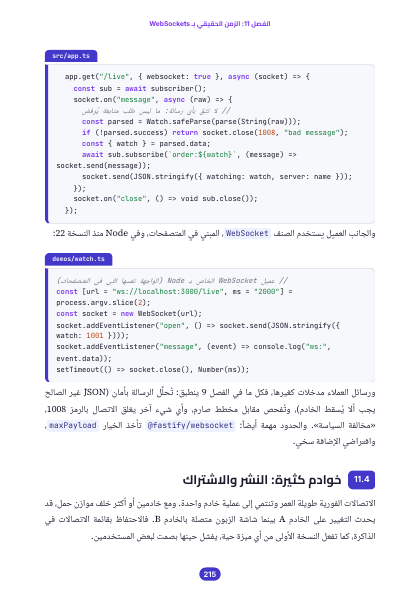 الفصل 11: الزمن الحقيقي بـ WebSockets
src/app.ts
app.get("/live", { websocket: true }, async (socket) => {
const sub = await subscriber();
socket.on("message", async (raw) => {
// لا تثق بأي رسالة: ما ليس طلب متابعة يُرفض
const parsed = Watch.safeParse(parse(String(raw)));
if (!parsed.success) return socket.close(1008, "bad message");
const { watch } = parsed.data;
await sub.subscribe(`order:${watch}`, (message) =>
socket.send(message));
socket.send(JSON.stringify({ watching: watch, server: name }));
});
socket.on("close", () => void sub.close());
});
والجانب العميل يستخدم الصنف WebSocket، المبني في المتصفحات، وفي Node منذ النسخة 22:
demos/watch.ts
// عميل WebSocket الخاص بـ Node (الواجهة نفسها التي في المتصفحات)
const [url = "ws://localhost:3000/live", ms = "2000"] =
process.argv.slice(2);
const socket = new WebSocket(url);
socket.addEventListener("open", () => socket.send(JSON.stringify({
watch: 1001 })));
socket.addEventListener("message", (event) => console.log("ws:",
event.data));
setTimeout(() => socket.close(), Number(ms));
ورسائل العملاء مدخلات كغيرها، فكل ما في الفصل 9 ينطبق: تُحلَّل الرسالة بأمان (JSON غير الصالح
يجب ألا يُسقط الخادم)، وتُفحص مقابل مخطط صارم، وأي شيء آخر يغلق الاتصال بالرمز 1008،
«مخالفة السياسة». والحدود مهمة أيضاً: @fastify/websocket تأخذ الخيار maxPayload،
وافتراضي الإضافة سخي.
11.4 خوادم كثيرة: النشر والاشتراك
الاتصالات الفورية طويلة العمر وتنتمي إلى عملية خادم واحدة. ومع خادمين أو أكثر خلف موازن حمل، قد
يحدث التغيير على الخادم A بينما شاشة الزبون متصلة بالخادم B. فالاحتفاظ بقائمة الاتصالات في
الذاكرة، كما تفعل النسخة الأولى من أي ميزة حية، يفشل حينها بصمت لبعض المستخدمين.
215